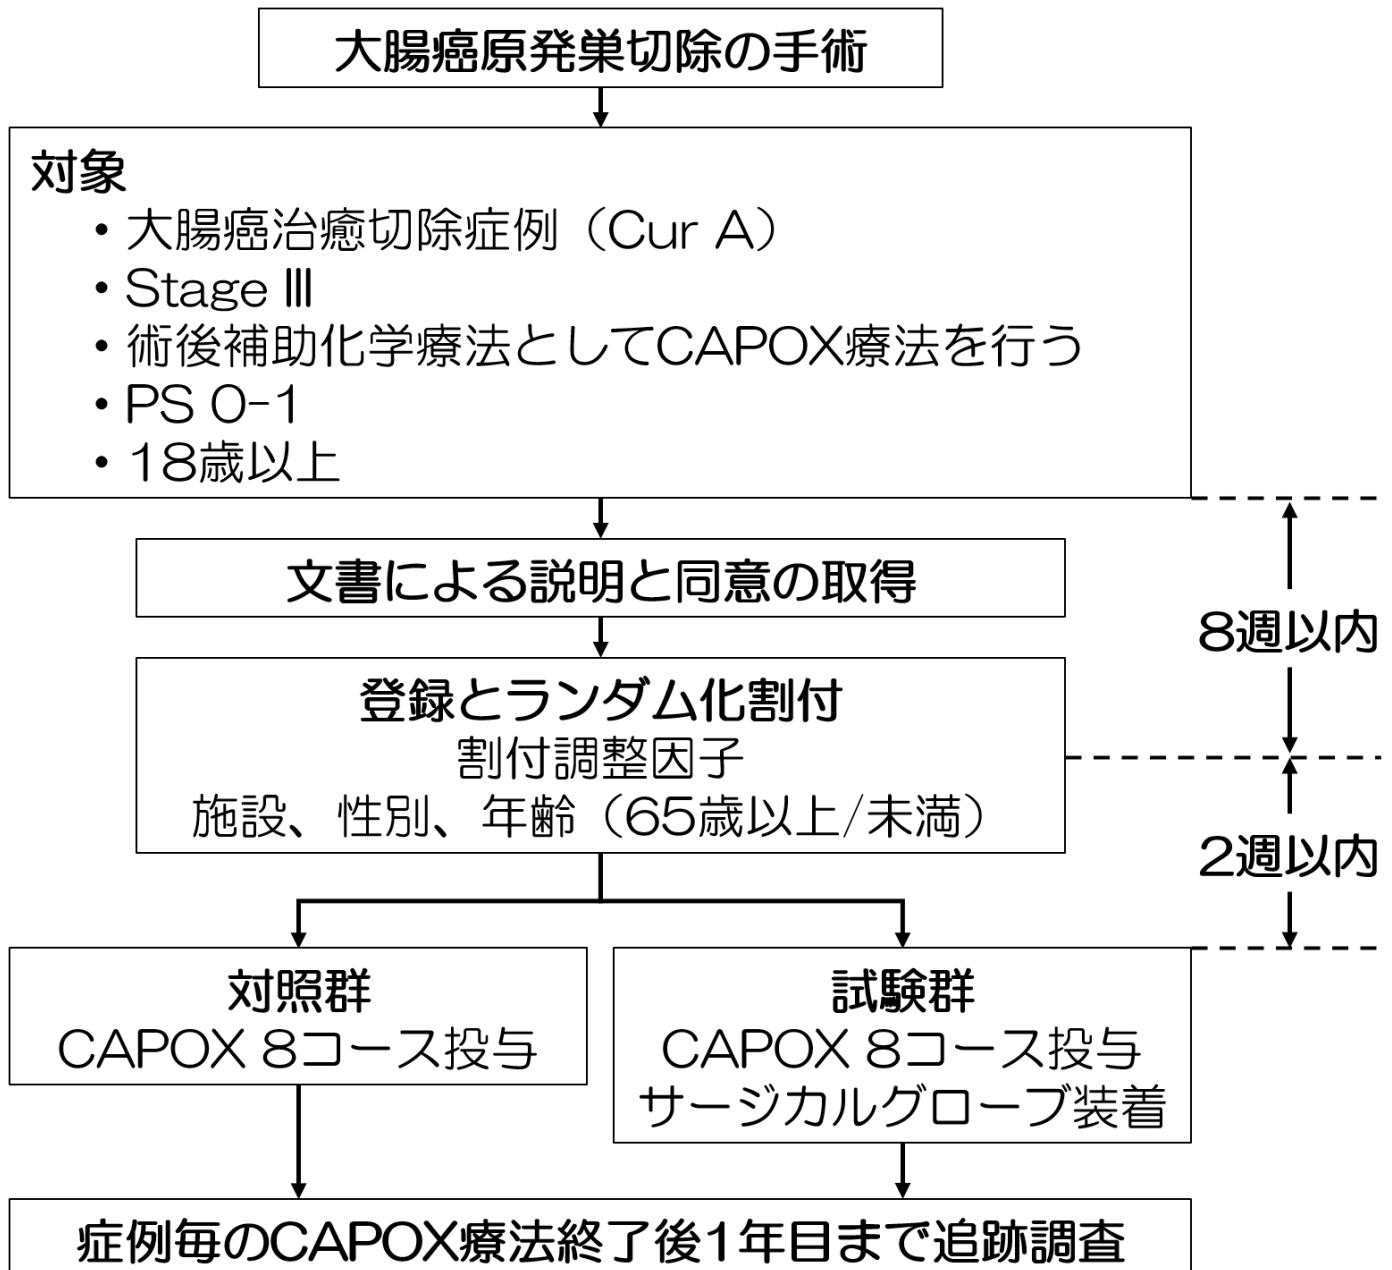 大腸癌原発巣切除の手術
対象
・大腸癌治癒切除症例（Cur A）
・Stage Ⅲ
・術後補助化学療法としてCAPOX療法を行う
・PS 0-1
・18歳以上
文書による説明と同意の取得
8週以内
登録とランダム化割付
割付調整因子
施設、性別、年齢（65歳以上/未満）
2週以内
対照群
CAPOX 8コース投与
試験群
CAPOX 8コース投与
サージカルグローブ装着
症例毎のCAPOX療法終了後1年目まで追跡調査